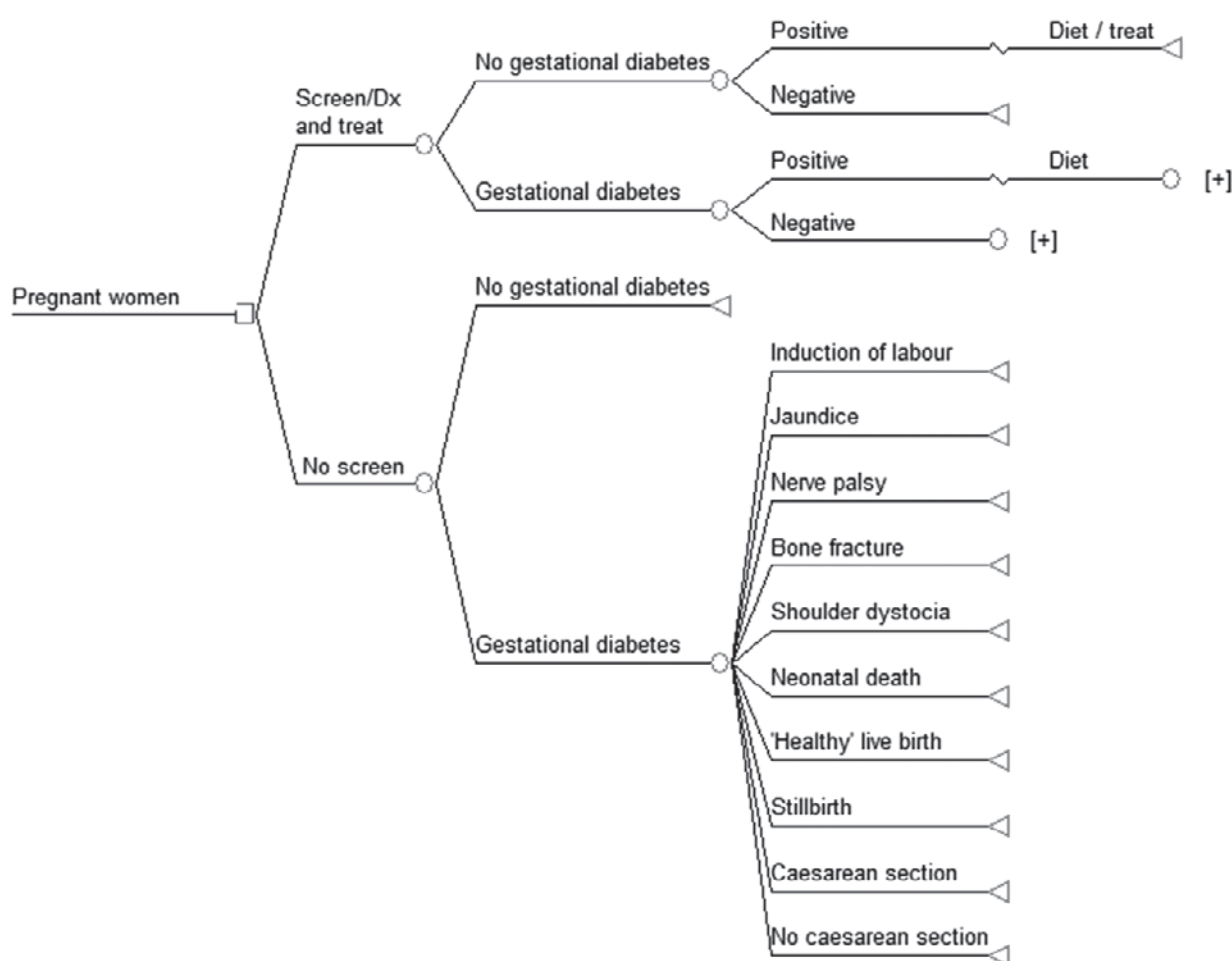 Pregnant women
Screen/Dx
and treat
No gestational diabetes
Positive
Diet / treat
Negative
Gestational diabetes
Positive
Diet
[+]
Negative
[+]
No screen
No gestational diabetes
Gestational diabetes
Induction of labour
Jaundice
Nerve palsy
Bone fracture
Shoulder dystocia
Neonatal death
'Healthy' live birth
Stillbirth
Caesarean section
No caesarean section